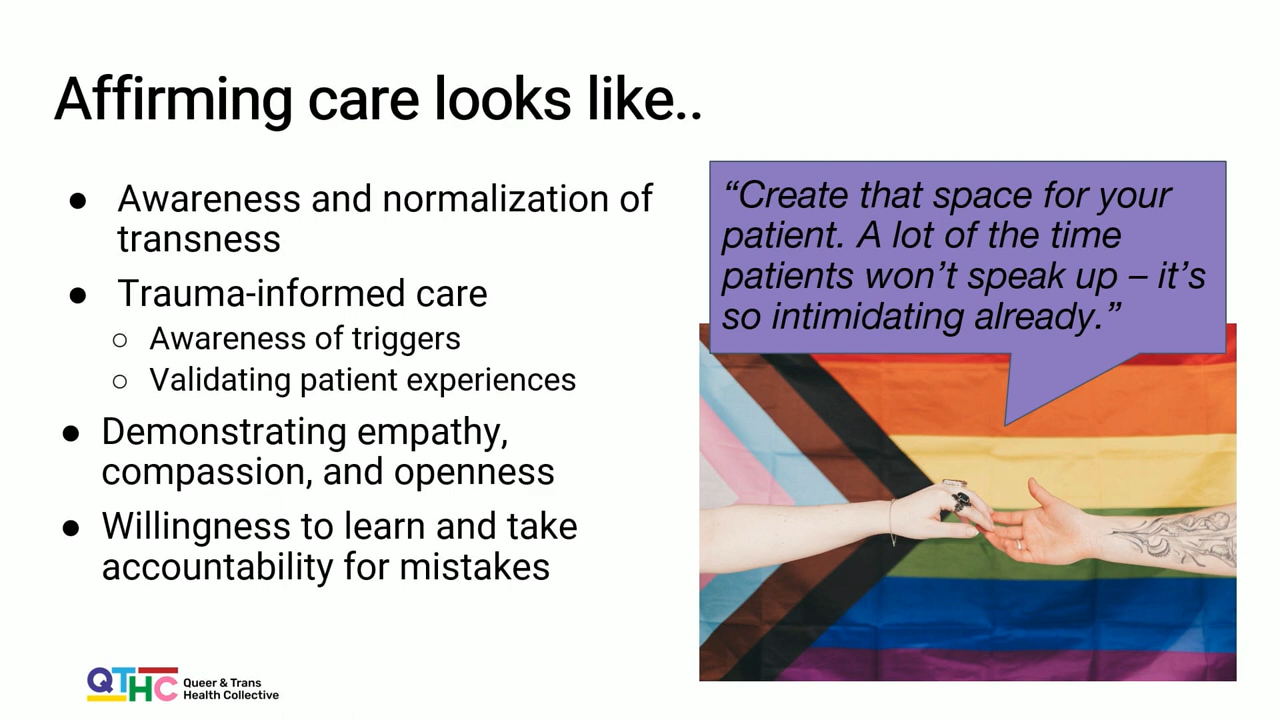 Affirming care looks like..
● Awareness and normalization of
transness
● Trauma-informed care
○ Awareness of triggers
○ Validating patient experiences
● Demonstrating empathy,
compassion, and openness
● Willingness to learn and take
accountability for mistakes
“Create that space for your
patient. A lot of the time
patients won’t speak up – it’s
so intimidating already.”
QTHC
Queer & Trans
Health Collective